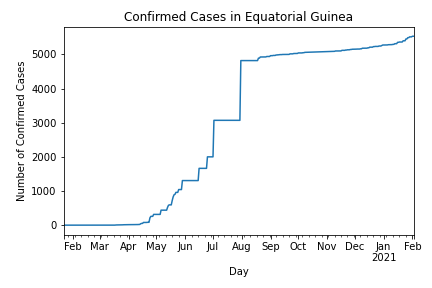 Confirmed Cases in Equatorial Guinea
Number of Confirmed Cases
5000
4000
3000
2000
1000
0
Feb Mar Apr May Jun Jul Aug Sep Oct Nov Dec Jan Feb
2021
Day